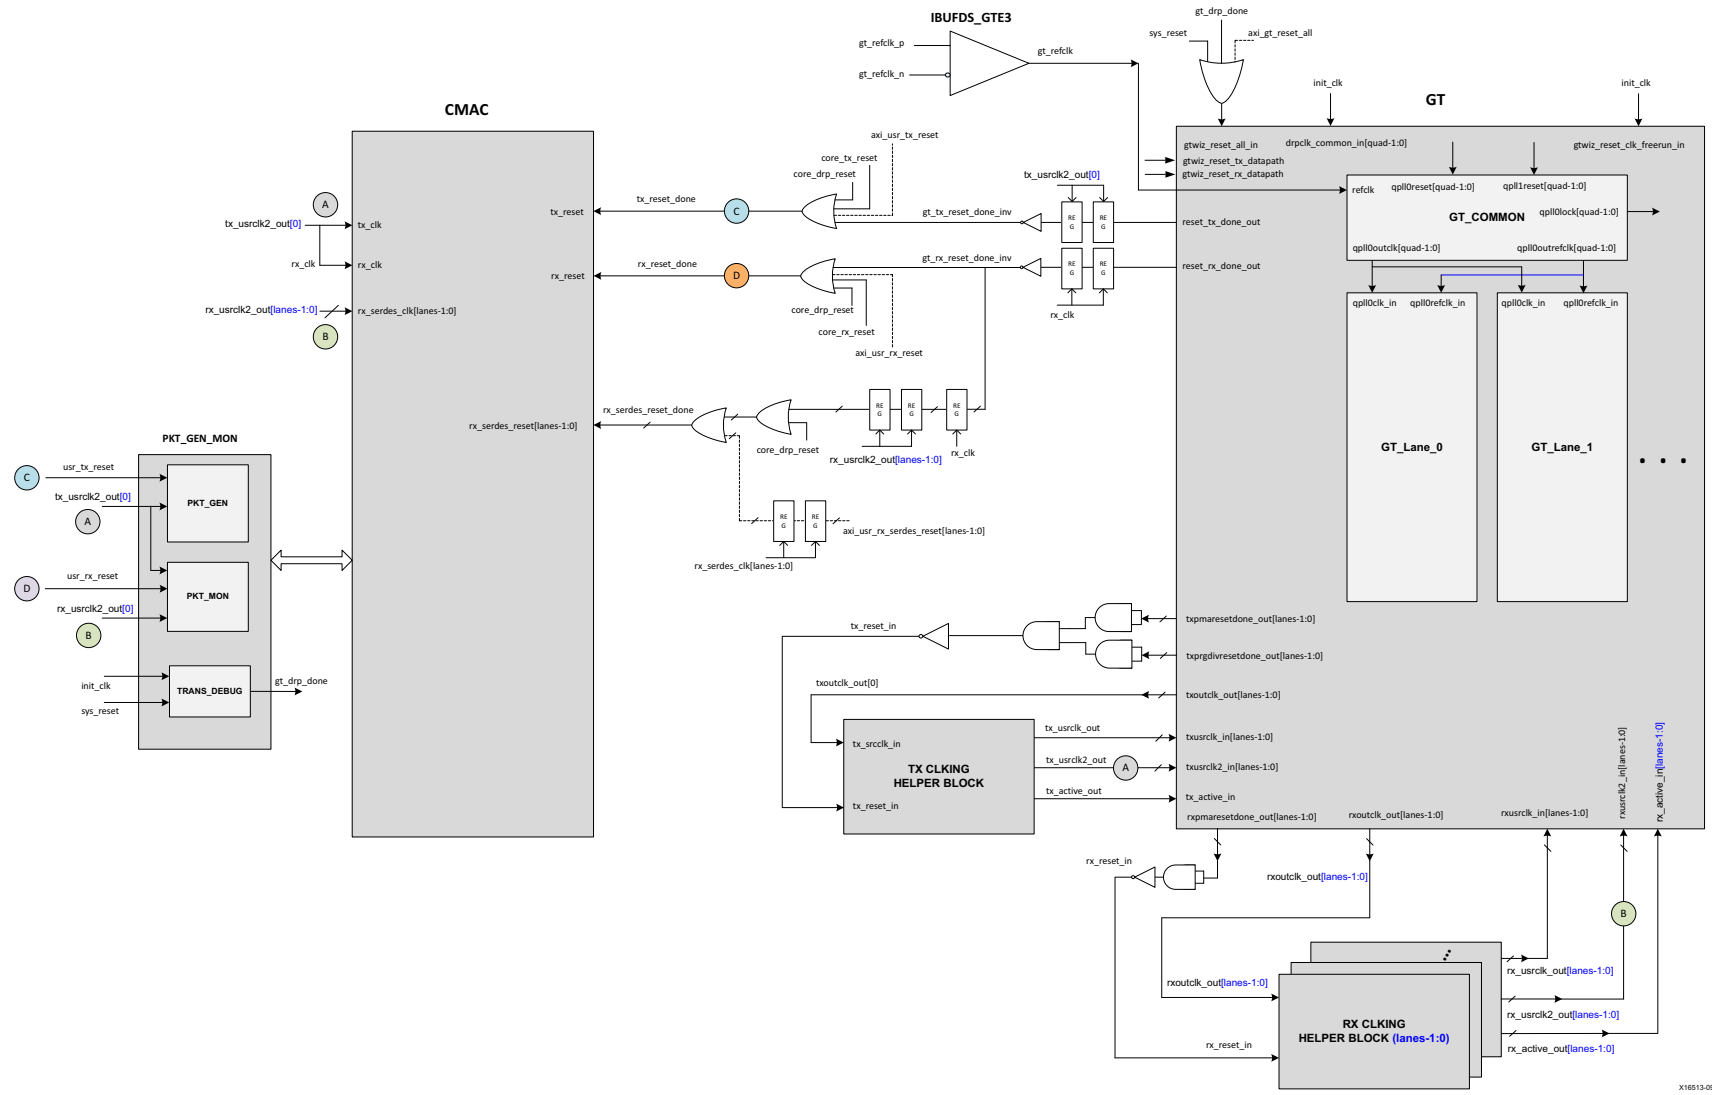 IBUFDS_GTE3
gt_refclk_p
gt_refclk_n
gt_refclk
gt_drp_done
sys_reset
axi_gt_reset_all
init_clk
init_clk
GT
CMAC
A
tx_usrclk2_out[0]
tx_clk
rx_clk
rx_clk
rx_usrclk2_out[lanes-1:0]
rx_serdes_clk[lanes-1:0]
B
tx_reset
rx_reset
rx_serdes_reset[lanes-1:0]
tx_reset_done
C
rx_reset_done
D
axi_usr_tx_reset
core_tx_reset
core_drp_reset
gt_tx_reset_done_inv
tx_usrclk2_out[0]
RE
G
RE
G
gt_rx_reset_done_inv
RE
G
RE
G
rx_clk
core_drp_reset
core_rx_reset
axi_usr_rx_reset
rx_serdes_reset_done
core_drp_reset
RE
G
RE
G
RE
G
rx_usrclk2_out[lanes-1:0]
rx_clk
RE
G
RE
G
axi_usr_rx_serdes_reset[lanes-1:0]
rx_serdes_clk[lanes-1:0]
gtwiz_reset_all_in
drpclk_common_in[quad-1:0]
gtwiz_reset_clk_freerun_in
gtwiz_reset_tx_datapath
gtwiz_reset_rx_datapath
refclk
qpll0reset[quad-1:0]
qpll1reset[quad-1:0]
GT_COMMON
qpll0lock[quad-1:0]
qpll0outclk[quad-1:0]
qpll0outrefclk[quad-1:0]
reset_tx_done_out
reset_rx_done_out
qpll0clk_in
qpll0refclk_in
qpll0clk_in
qpll0refclk_in
GT_Lane_0
GT_Lane_1
PKT_GEN_MON
C
usr_tx_reset
PKT_GEN
tx_usrclk2_out[0]
A
D
usr_rx_reset
PKT_MON
rx_usrclk2_out[0]
B
init_clk
TRANS_DEBUG
gt_drp_done
sys_reset
tx_reset_in
txpmaresetdone_out[lanes-1:0]
txprgdivresetdone_out[lanes-1:0]
txoutclk_out[0]
txoutclk_out[lanes-1:0]
tx_srcclk_in
TX CLKING
HELPER BLOCK
tx_reset_in
tx_usrclk_out
txusrclk_in[lanes-1:0]
tx_usrclk2_out
A
txusrclk2_in[lanes-1:0]
tx_active_out
tx_active_in
rxpmaresetdone_out[lanes-1:0]
rxoutclk_out[lanes-1:0]
rxusrclk_in[lanes-1:0]
rxusrclk2_in[lanes-1:0]
rx_active_in[lanes-1:0]
rx_reset_in
rxoutclk_out[lanes-1:0]
B
rxoutclk_out[lanes-1:0]
rx_reset_in
RX CLKING
HELPER BLOCK (lanes-1:0)
rx_usrclk_out[lanes-1:0]
rx_usrclk2_out[lanes-1:0]
rx_active_out[lanes-1:0]